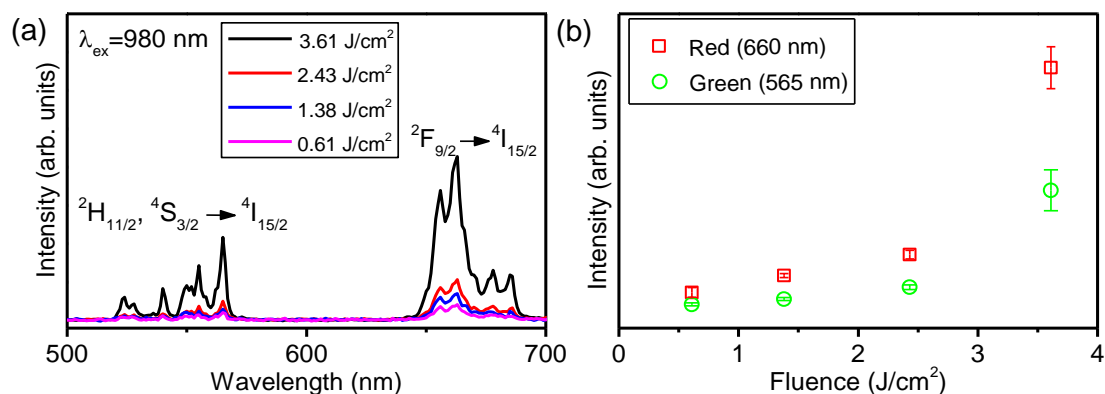 (a)
λex=980 nm
3.61 J/cm²
2.43 J/cm²
1.38 J/cm²
0.61 J/cm²
²F9/2 → ⁴I15/2
²H11/2, ⁴S3/2 → ⁴I15/2
Intensity (arb. units)
500 600 700
Wavelength (nm)
(b)
Red (660 nm)
Green (565 nm)
Intensity (arb. units)
0 1 2 3 4
Fluence (J/cm²)